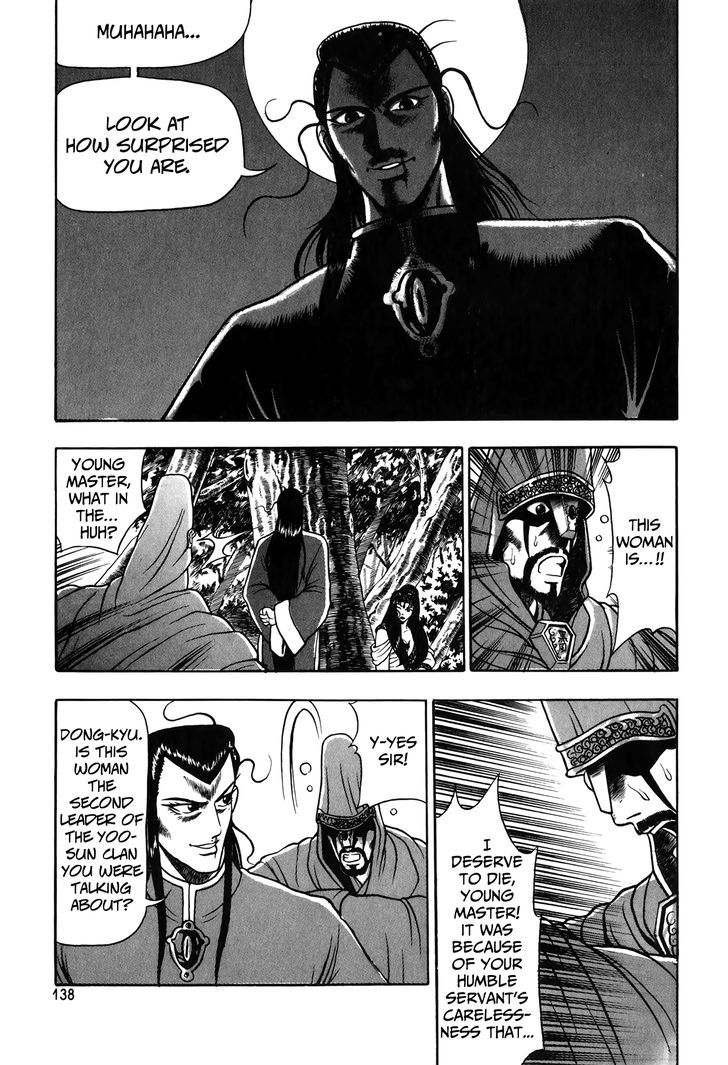 MUHAHAHA...
LOOK AT
HOW SURPRISED
YOU ARE.
YOUNG
MASTER,
WHAT IN
THE...
HUH?
THIS
WOMAN
IS...!!
DONG-KYU.
IS THIS
WOMAN
THE
SECOND
LEADER
OF THE
YOO-
SUN CLAN
YOU WERE
TALKING
ABOUT?
Y-YES
SIR!
I
DESERVE
TO DIE,
YOUNG
MASTER!
IT WAS
BECAUSE
OF YOUR
HUMBLE
SERVANT'S
CARELESS-
NESS THAT...
138